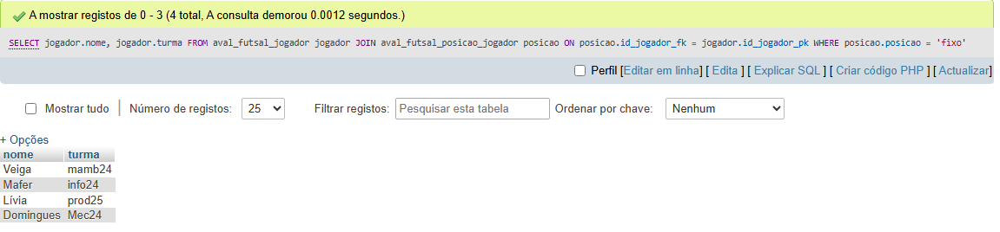 A mostrar registos de 0 - 3 (4 total, A consulta demorou 0.0012 segundos.)
SELECT jogador.nome, jogador.turma FROM aval_futsal_jogador jogador JOIN aval_futsal_posicao_jogador posicao ON posicao.id_jogador_fk = jogador.id_jogador_pk WHERE posicao.posicao = 'fixo'
Perfil [Editar em linha] [ Edita ] [ Explicar SQL ] [ Criar código PHP ] [ Actualizar]
Mostrar tudo | Número de registos: 25 Filtrar registos: Pesquisar esta tabela Ordenar por chave: Nenhum
+ Opções
nome turma
Veiga mamb24
Mafer info24
Lívia prod25
Domingues Mec24